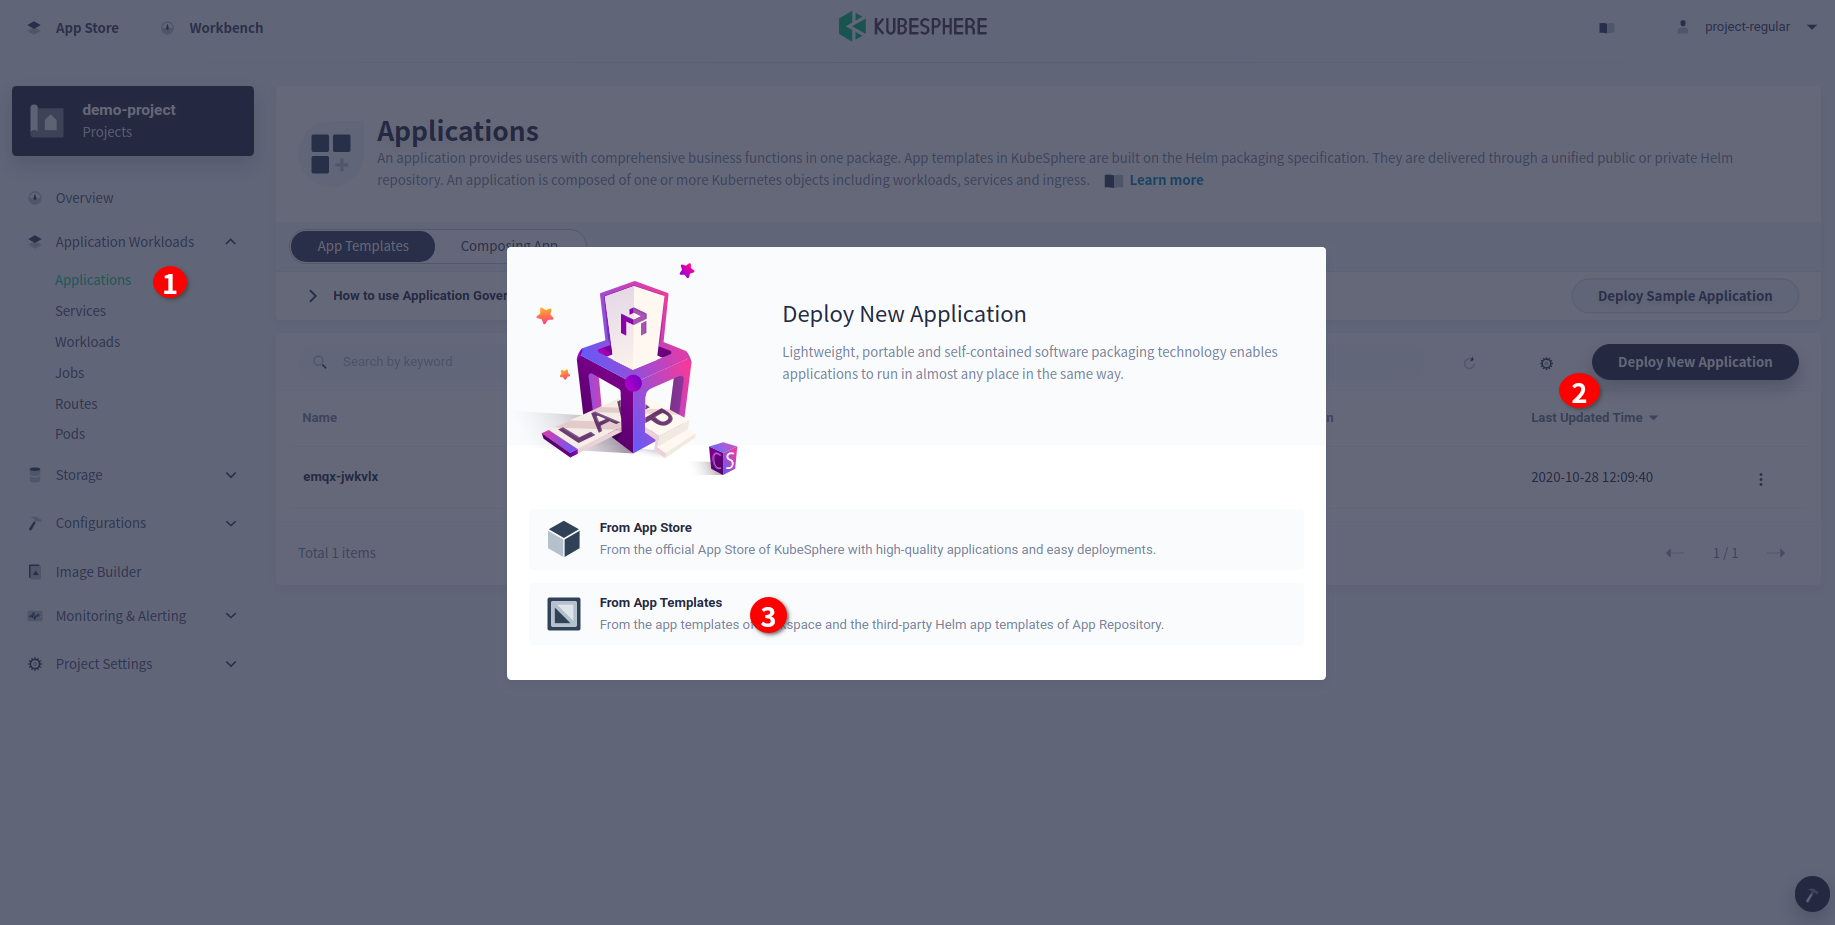 App Store
Workbench
KUBESPHERE
project-regular
demo-project
Projects
Overview
Application Workloads
Applications
1
Services
Workloads
Jobs
Routes
Pods
Storage
Configurations
Image Builder
Monitoring & Alerting
Project Settings
Applications
An application provides users with comprehensive business functions in one package. App templates in KubeSphere are built on the Helm packaging specification. They are delivered through a unified public or private Helm
repository. An application is composed of one or more Kubernetes objects including workloads, services and ingress.
Learn more
App Templates
Composing App
How to use Application Gover
Deploy Sample Application
Search by keyword
Deploy New Application
2
Name
Last Updated Time
emqx-jwkvlx
2020-10-28 12:09:40
Total 1 items
1 / 1
Deploy New Application
Lightweight, portable and self-contained software packaging technology enables
applications to run in almost any place in the same way.
CS
From App Store
From the official App Store of KubeSphere with high-quality applications and easy deployments.
From App Templates
3
From the app templates of kspace and the third-party Helm app templates of App Repository.